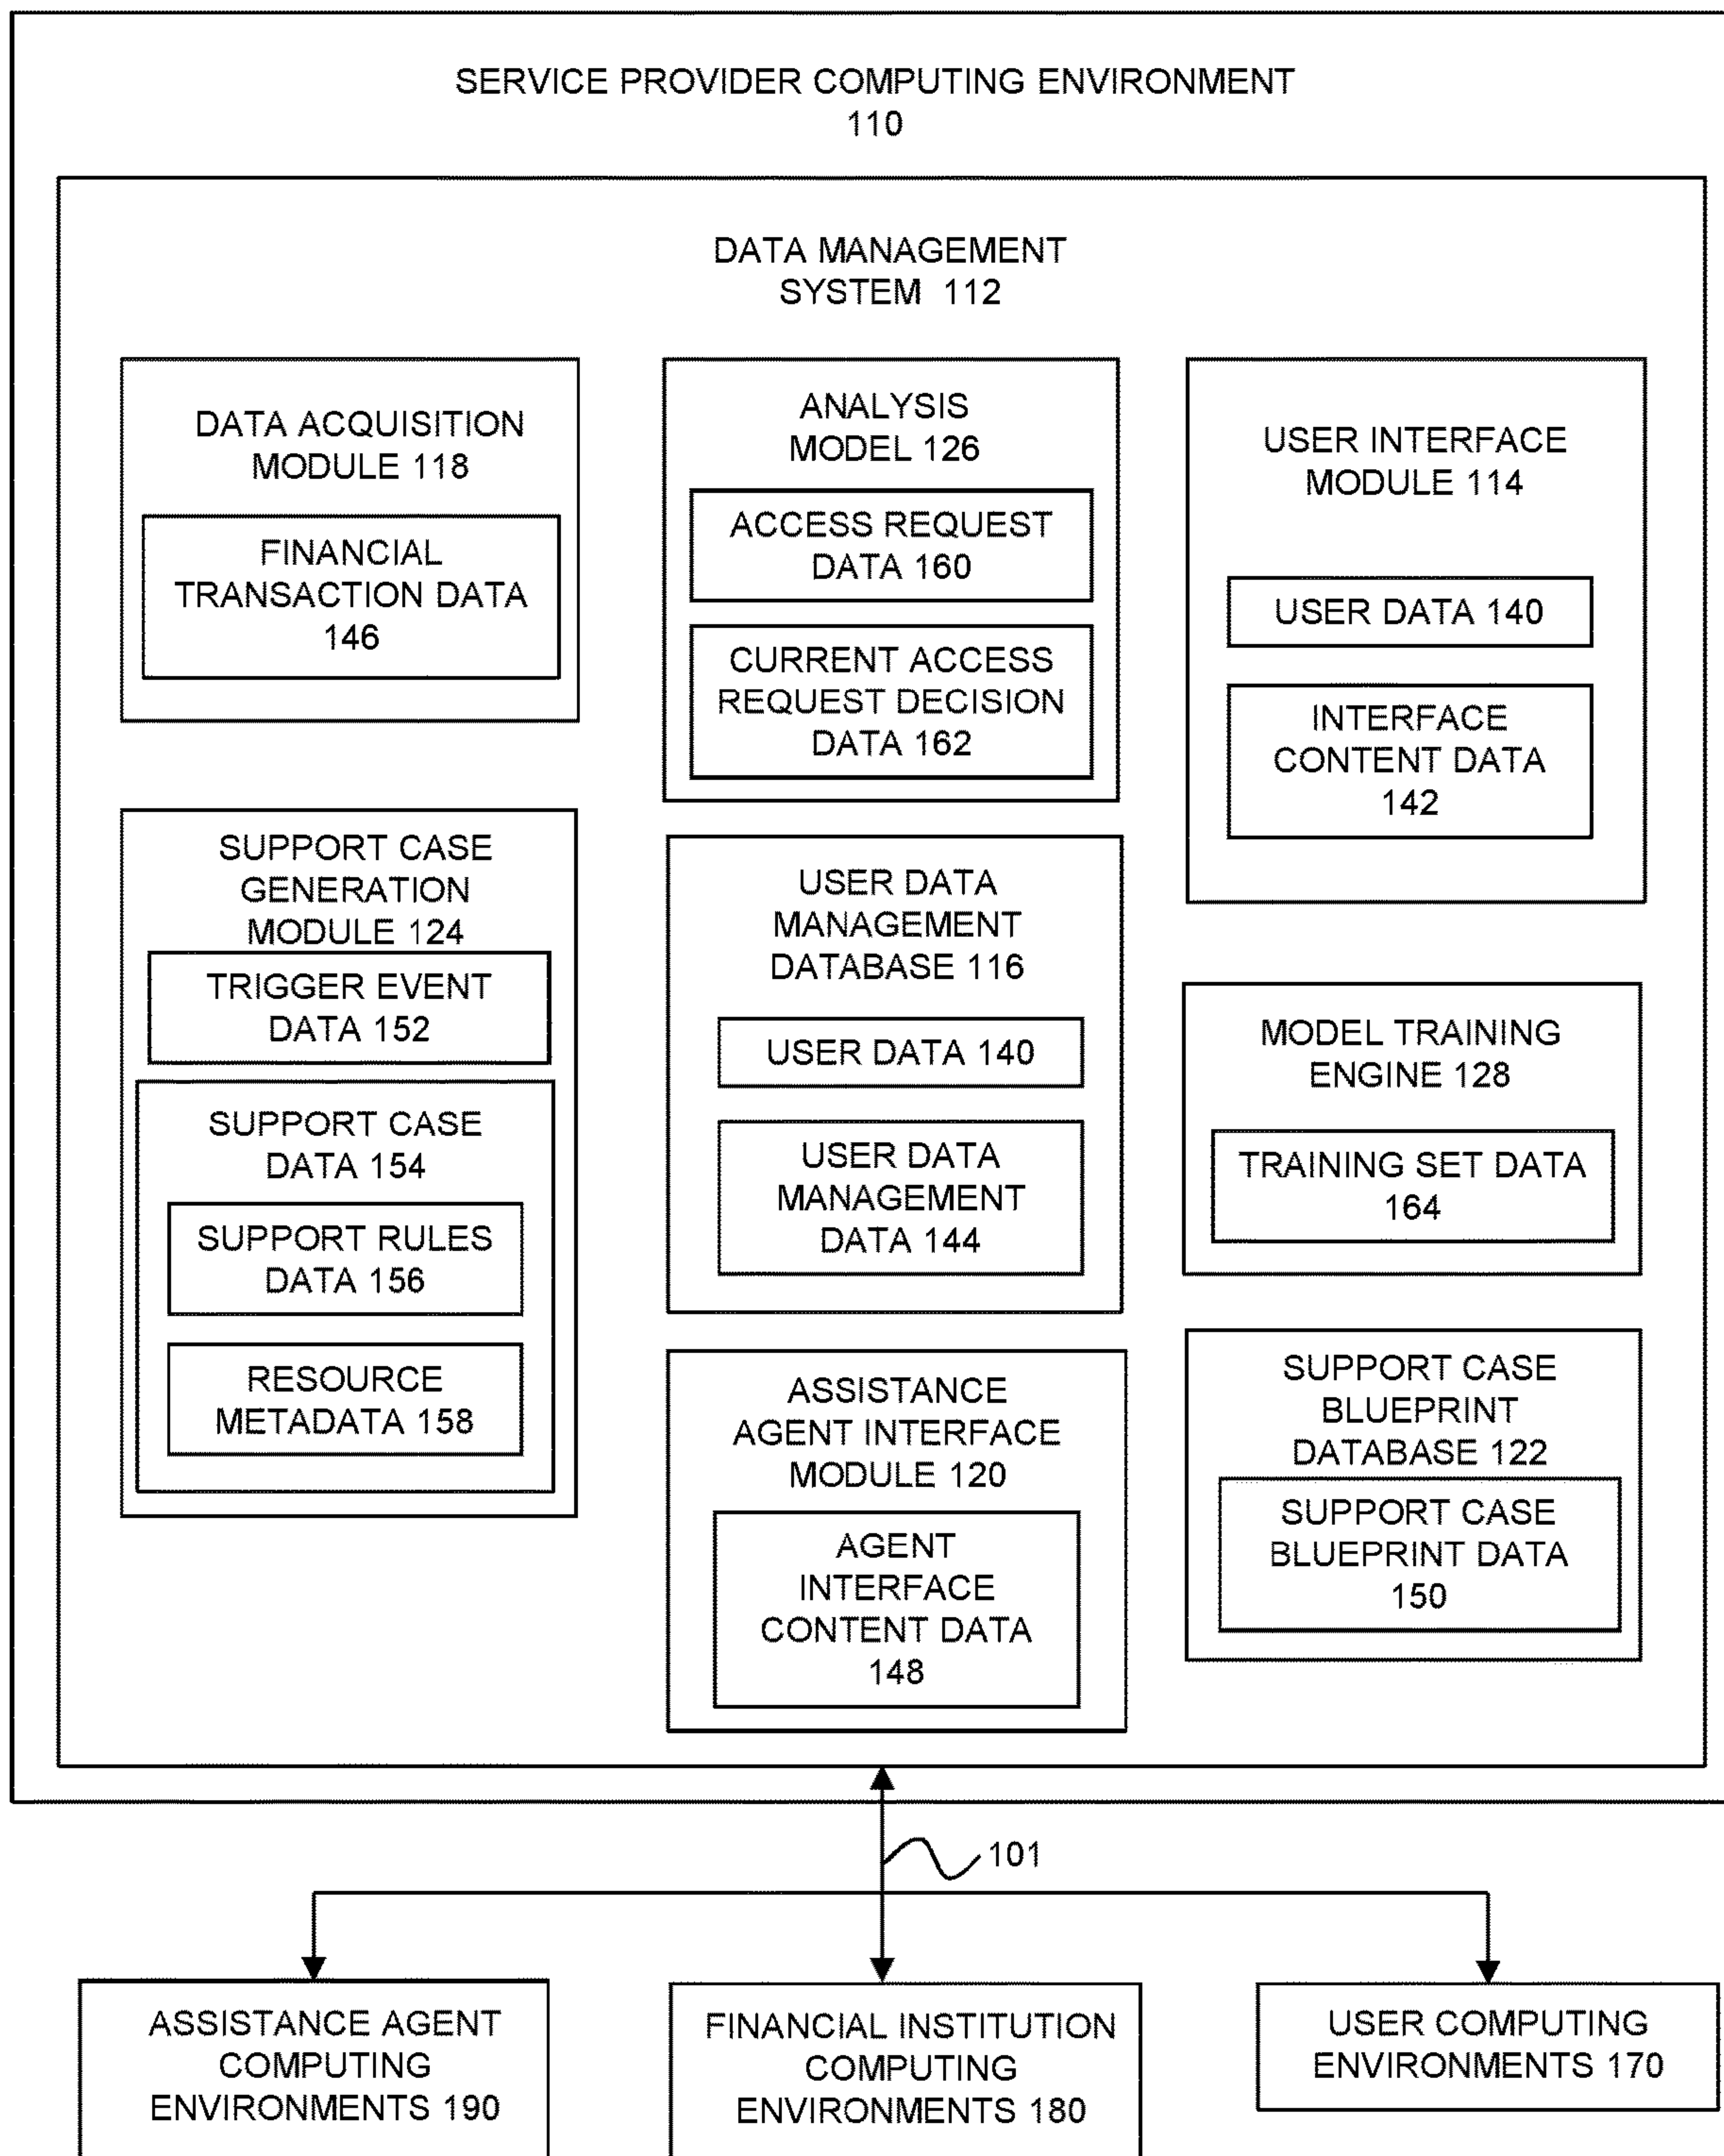 SERVICE PROVIDER COMPUTING ENVIRONMENT
110
DATA MANAGEMENT
SYSTEM 112
DATA ACQUISITION
MODULE 118
FINANCIAL
TRANSACTION DATA
146
SUPPORT CASE
GENERATION
MODULE 124
TRIGGER EVENT
DATA 152
SUPPORT CASE
DATA 154
SUPPORT RULES
DATA 156
RESOURCE
METADATA 158
ANALYSIS
MODEL 126
ACCESS REQUEST
DATA 160
CURRENT ACCESS
REQUEST DECISION
DATA 162
USER DATA
MANAGEMENT
DATABASE 116
USER DATA 140
USER DATA
MANAGEMENT
DATA 144
ASSISTANCE
AGENT INTERFACE
MODULE 120
AGENT
INTERFACE
CONTENT DATA
148
USER INTERFACE
MODULE 114
USER DATA 140
INTERFACE
CONTENT DATA
142
MODEL TRAINING
ENGINE 128
TRAINING SET DATA
164
SUPPORT CASE
BLUEPRINT
DATABASE 122
SUPPORT CASE
BLUEPRINT DATA
150
101
ASSISTANCE AGENT
COMPUTING
ENVIRONMENTS 190
FINANCIAL INSTITUTION
COMPUTING
ENVIRONMENTS 180
USER COMPUTING
ENVIRONMENTS 170